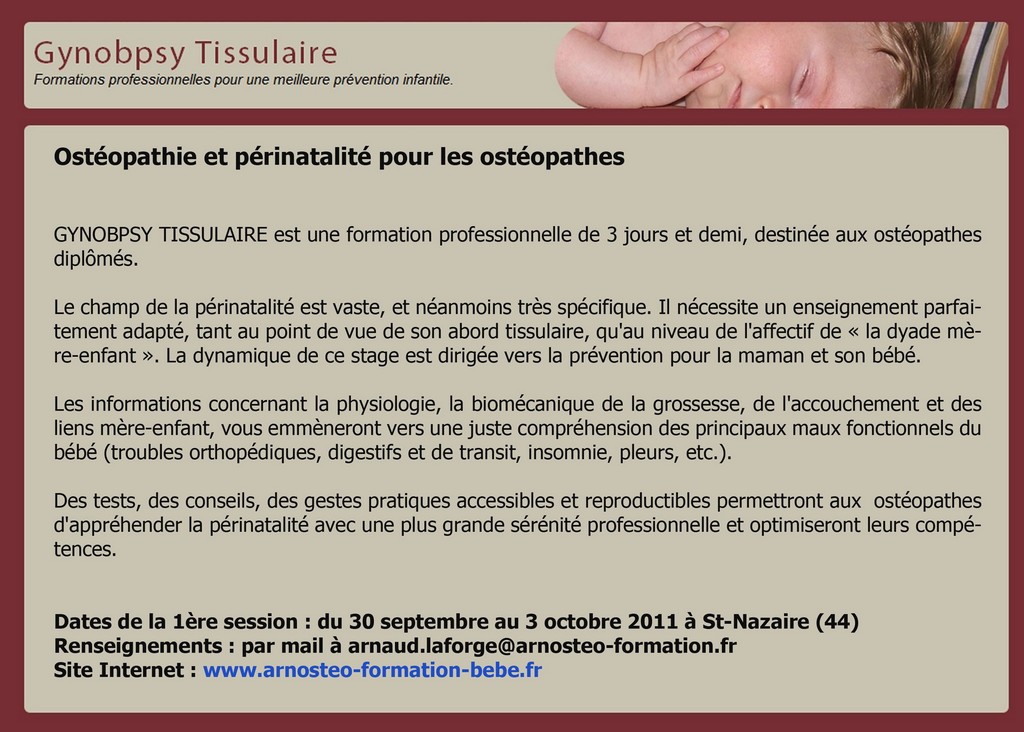 Gynobpsy Tissulaire
Formations professionnelles pour une meilleure prévention infantile.
Ostéopathie et périnatalité pour les ostéopathes
GYNOBPSY TISSULAIRE est une formation professionnelle de 3 jours et demi, destinée aux ostéopathes
diplômés.
Le champ de la périnatalité est vaste, et néanmoins très spécifique. Il nécessite un enseignement parfai-
tement adapté, tant au point de vue de son abord tissulaire, qu'au niveau de l'affectif de « la dyade mè-
re-enfant ». La dynamique de ce stage est dirigée vers la prévention pour la maman et son bébé.
Les informations concernant la physiologie, la biomécanique de la grossesse, de l'accouchement et des
liens mère-enfant, vous emmèneront vers une juste compréhension des principaux maux fonctionnels du
bébé (troubles orthopédiques, digestifs et de transit, insomnie, pleurs, etc.).
Des tests, des conseils, des gestes pratiques accessibles et reproductibles permettront aux  ostéopathes
d'appréhender la périnatalité avec une plus grande sérénité professionnelle et optimiseront leurs compé-
tences.
Dates de la 1ère session : du 30 septembre au 3 octobre 2011 à St-Nazaire (44)
Renseignements : par mail à arnaud.laforge@arnosteo-formation.fr
Site Internet : www.arnosteo-formation-bebe.fr